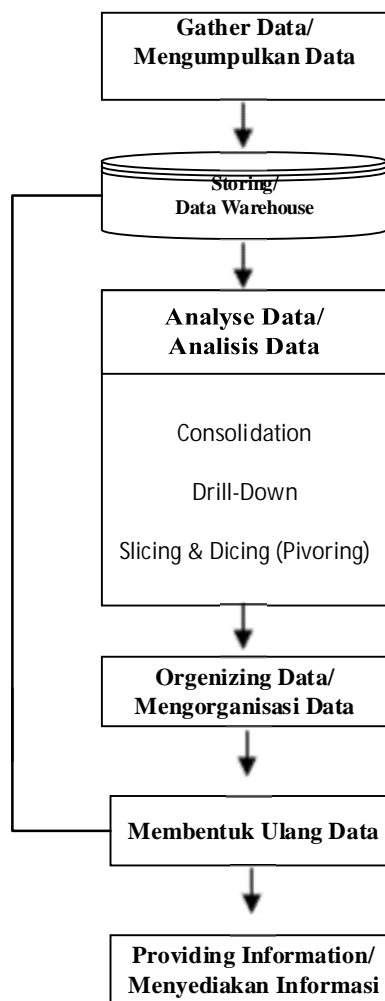 Gather Data/
Mengumpulkan Data
Storing/
Data Warehouse
Analyse Data/
Analisis Data
Consolidation
Drill-Down
Slicing & Dicing (Pivoring)
Orgenizing Data/
Mengorganisasi Data
Membentuk Ulang Data
Providing Information/
Menyediakan Informasi